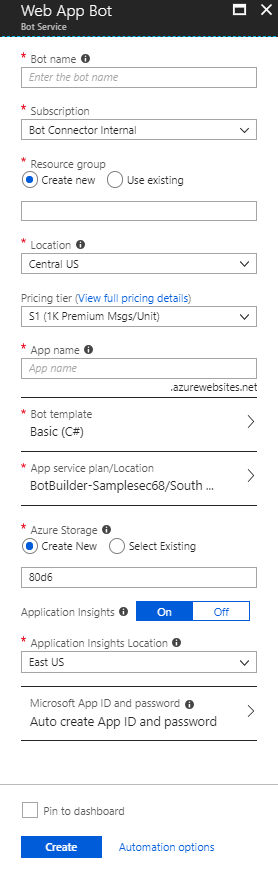 Web App Bot
Bot Service
* Bot name
Enter the bot name
* Subscription
Bot Connector Internal
* Resource group
Create new Use existing
* Location
Central US
Pricing tier (View full pricing details)
S1 (1K Premium Msgs/Unit)
* App name
App name
.azurewebsites.net
* Bot template
Basic (C#)
* App service plan/Location
BotBuilder-Samplesec68/South ...
* Azure Storage
Create New Select Existing
80d6
Application Insights On Off
* Application Insights Location
East US
Microsoft App ID and password
Auto create App ID and password
Pin to dashboard
Create Automation options